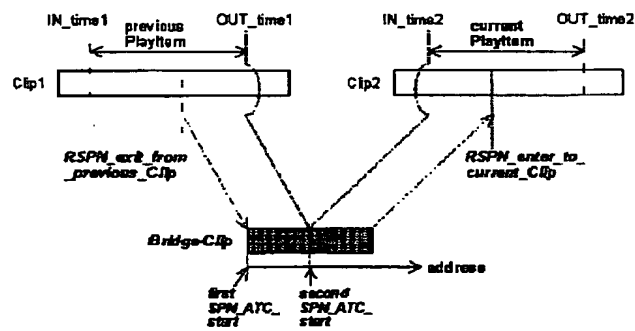 IN_time1
previous
PlayItem
OUT_time1
IN_time2
current
PlayItem
OUT_time2
Clip1
Clip2
RSPN_exit_from
_previous_Clip
RSPN_enter_to_
current_Clip
Bridge-Clip
address
first
SPN_ATC_
start
second
SPN_ATC_
start